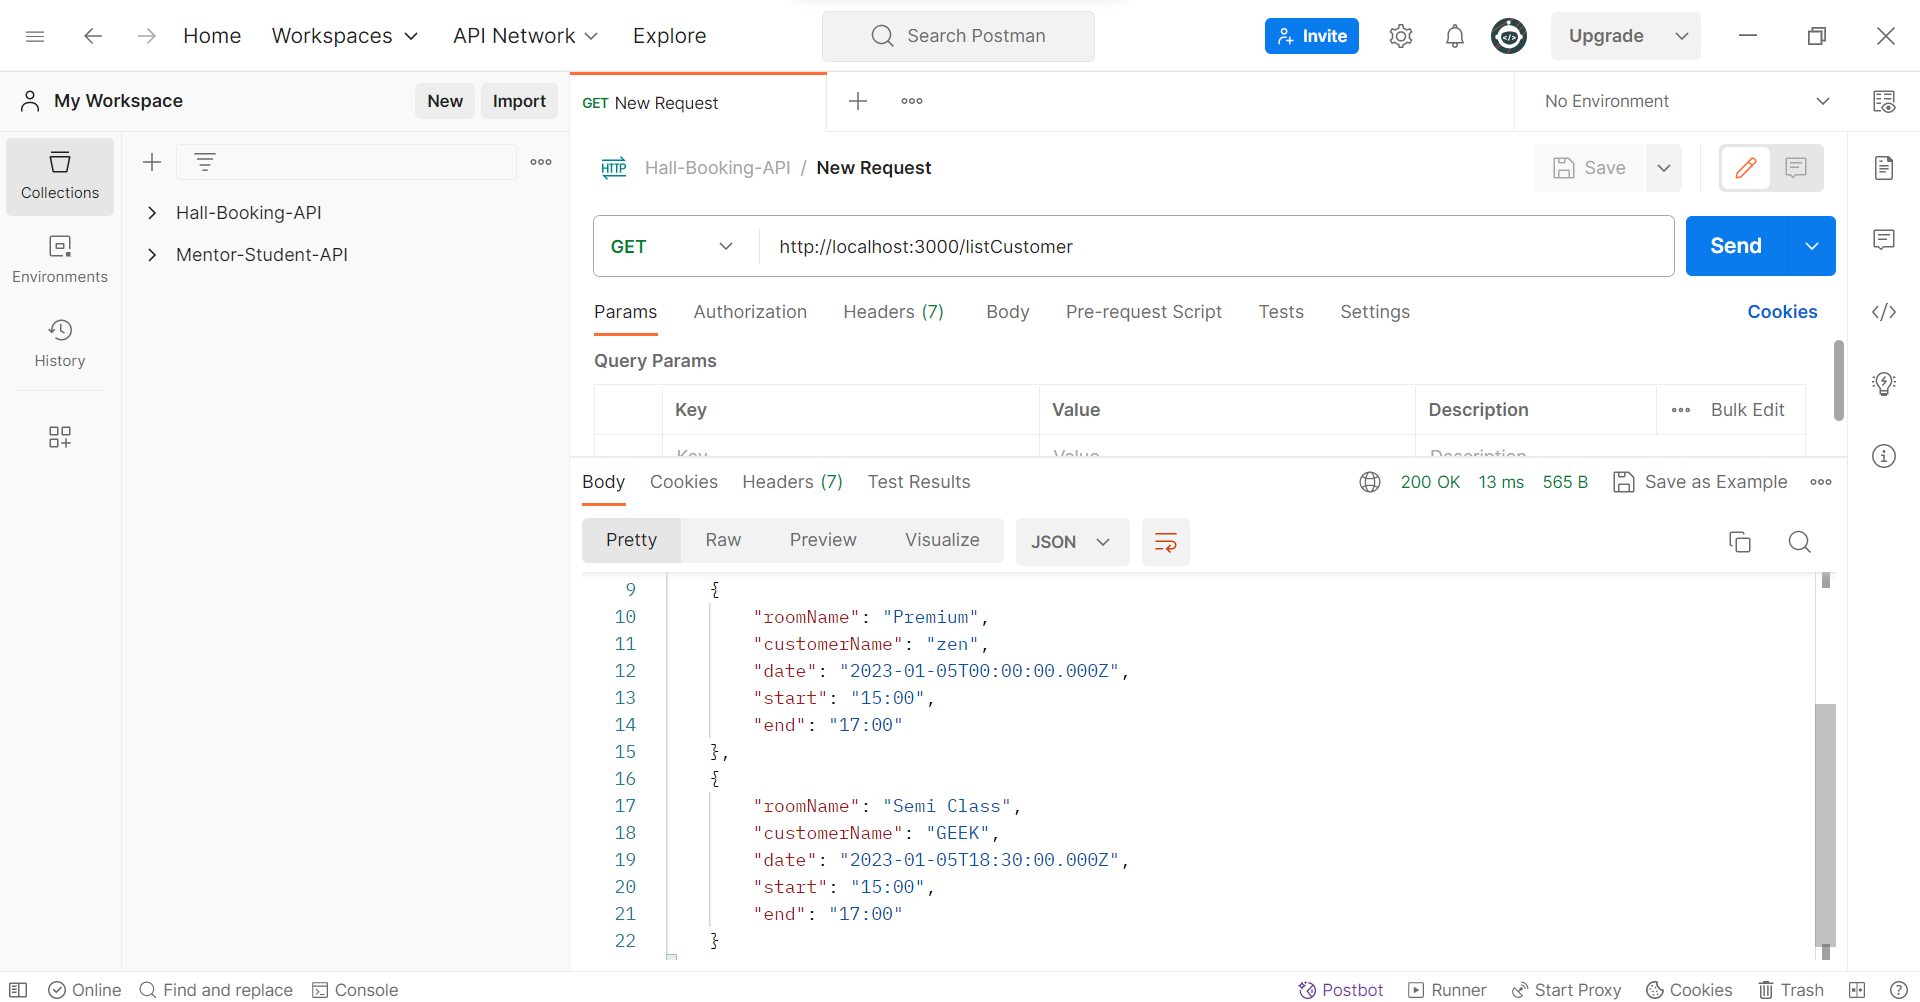 Home Workspaces API Network Explore Search Postman Invite Upgrade
My Workspace New Import GET New Request No Environment
Collections
Environments
History
Hall-Booking-API
Mentor-Student-API
HTTP Hall-Booking-API / New Request Save
GET http://localhost:3000/listCustomer Send
Params Authorization Headers (7) Body Pre-request Script Tests Settings Cookies
Query Params
Key Value Description Bulk Edit
Key Value Description
Body Cookies Headers (7) Test Results 200 OK 13 ms 565 B Save as Example
Pretty Raw Preview Visualize JSON
9 {
10 "roomName": "Premium",
11 "customerName": "zen",
12 "date": "2023-01-05T00:00:00.000Z",
13 "start": "15:00",
14 "end": "17:00"
15 },
16 {
17 "roomName": "Semi Class",
18 "customerName": "GEEK",
19 "date": "2023-01-05T18:30:00.000Z",
20 "start": "15:00",
21 "end": "17:00"
22 }
Online Find and replace Console Postbot Runner Start Proxy Cookies Trash